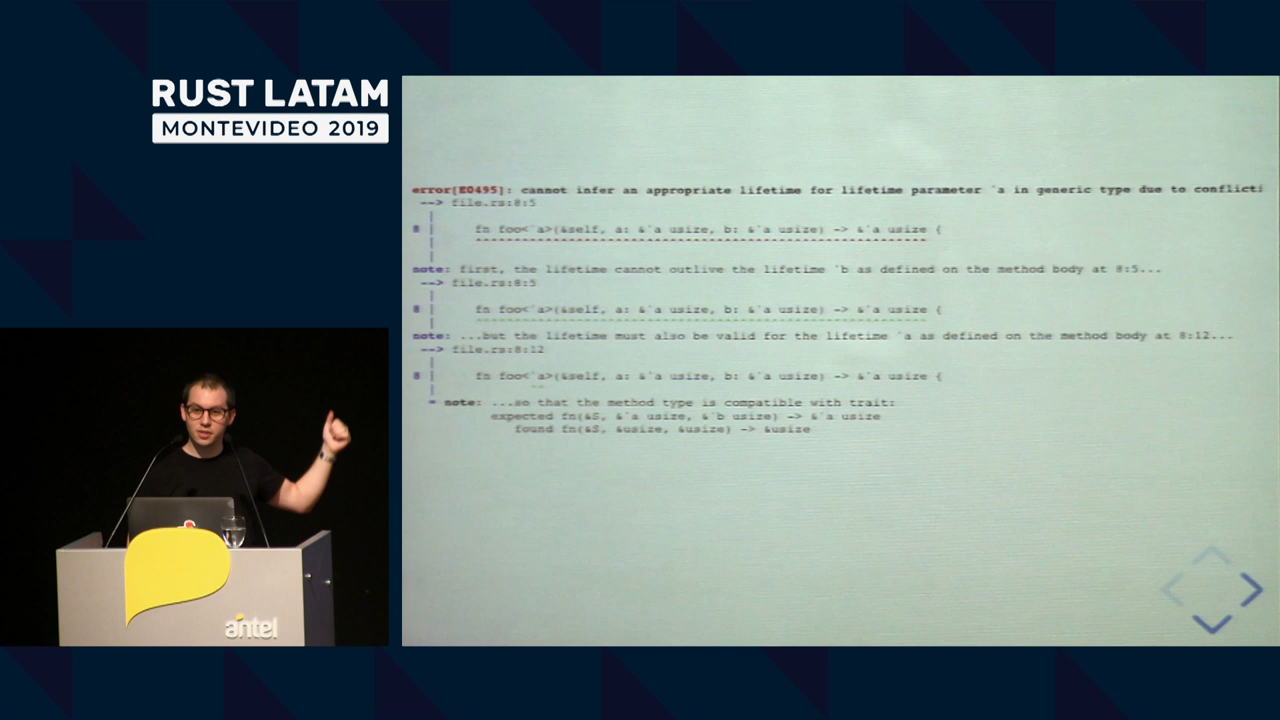 RUST LATAM
MONTEVIDEO 2019
error[E0495]: cannot infer an appropriate lifetime for lifetime parameter `a in generic type due to conflicti
--> file.rs:8:5
8 | fn foo<'a>(&self, a: &'a usize, b: &'a usize) -> &'a usize {
note: first, the lifetime cannot outlive the lifetime 'b as defined on the method body at 8:5...
--> file.rs:8:5
8 | fn foo<'a>(&self, a: &'a usize, b: &'a usize) -> &'a usize {
note: ...but the lifetime must also be valid for the lifetime 'a as defined on the method body at 8:12...
--> file.rs:8:12
8 | fn foo<'a>(&self, a: &'a usize, b: &'a usize) -> &'a usize {
= note: ...so that the method type is compatible with trait:
expected fn(&S, &'a usize, &'b usize) -> &'a usize
found fn(&S, &usize, &usize) -> &usize
antel